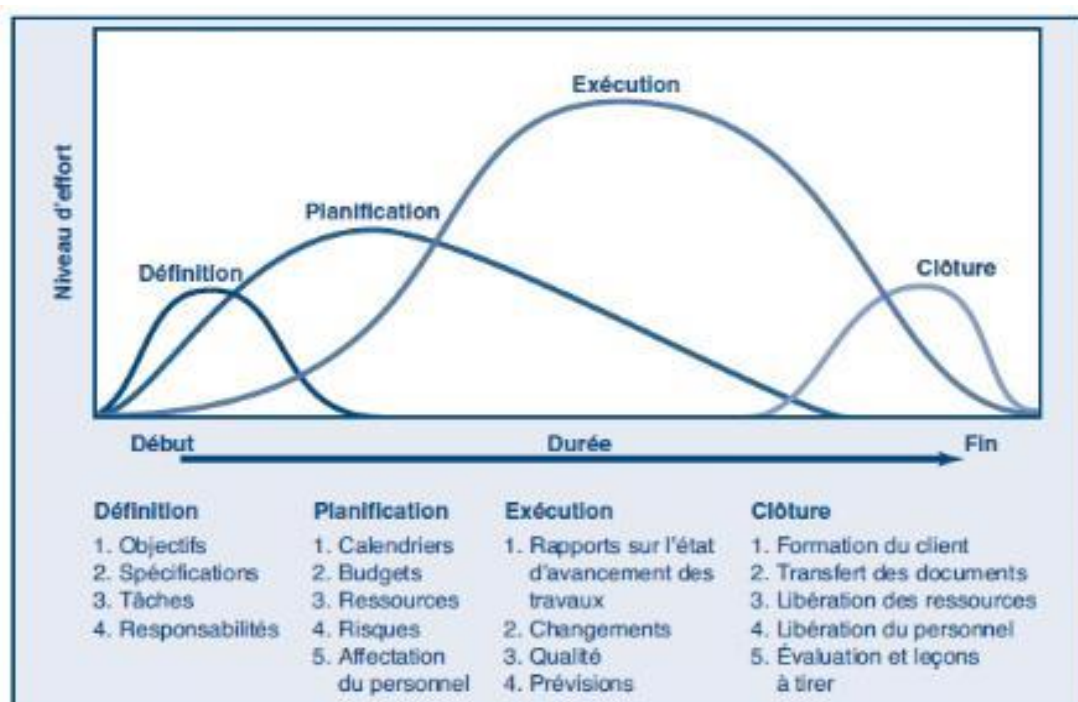 Niveau d'effort
Exécution
Planification
Définition
Clôture
Début
Durée
Fin
Définition
1. Objectifs
2. Spécifications
3. Tâches
4. Responsabilités
Planification
1. Calendriers
2. Budgets
3. Ressources
4. Risques
5. Affectation
du personnel
Exécution
1. Rapports sur l'état
d'avancement des
travaux
2. Changements
3. Qualité
4. Prévisions
Clôture
1. Formation du client
2. Transfert des documents
3. Libération des ressources
4. Libération du personnel
5. Évaluation et leçons
à tirer